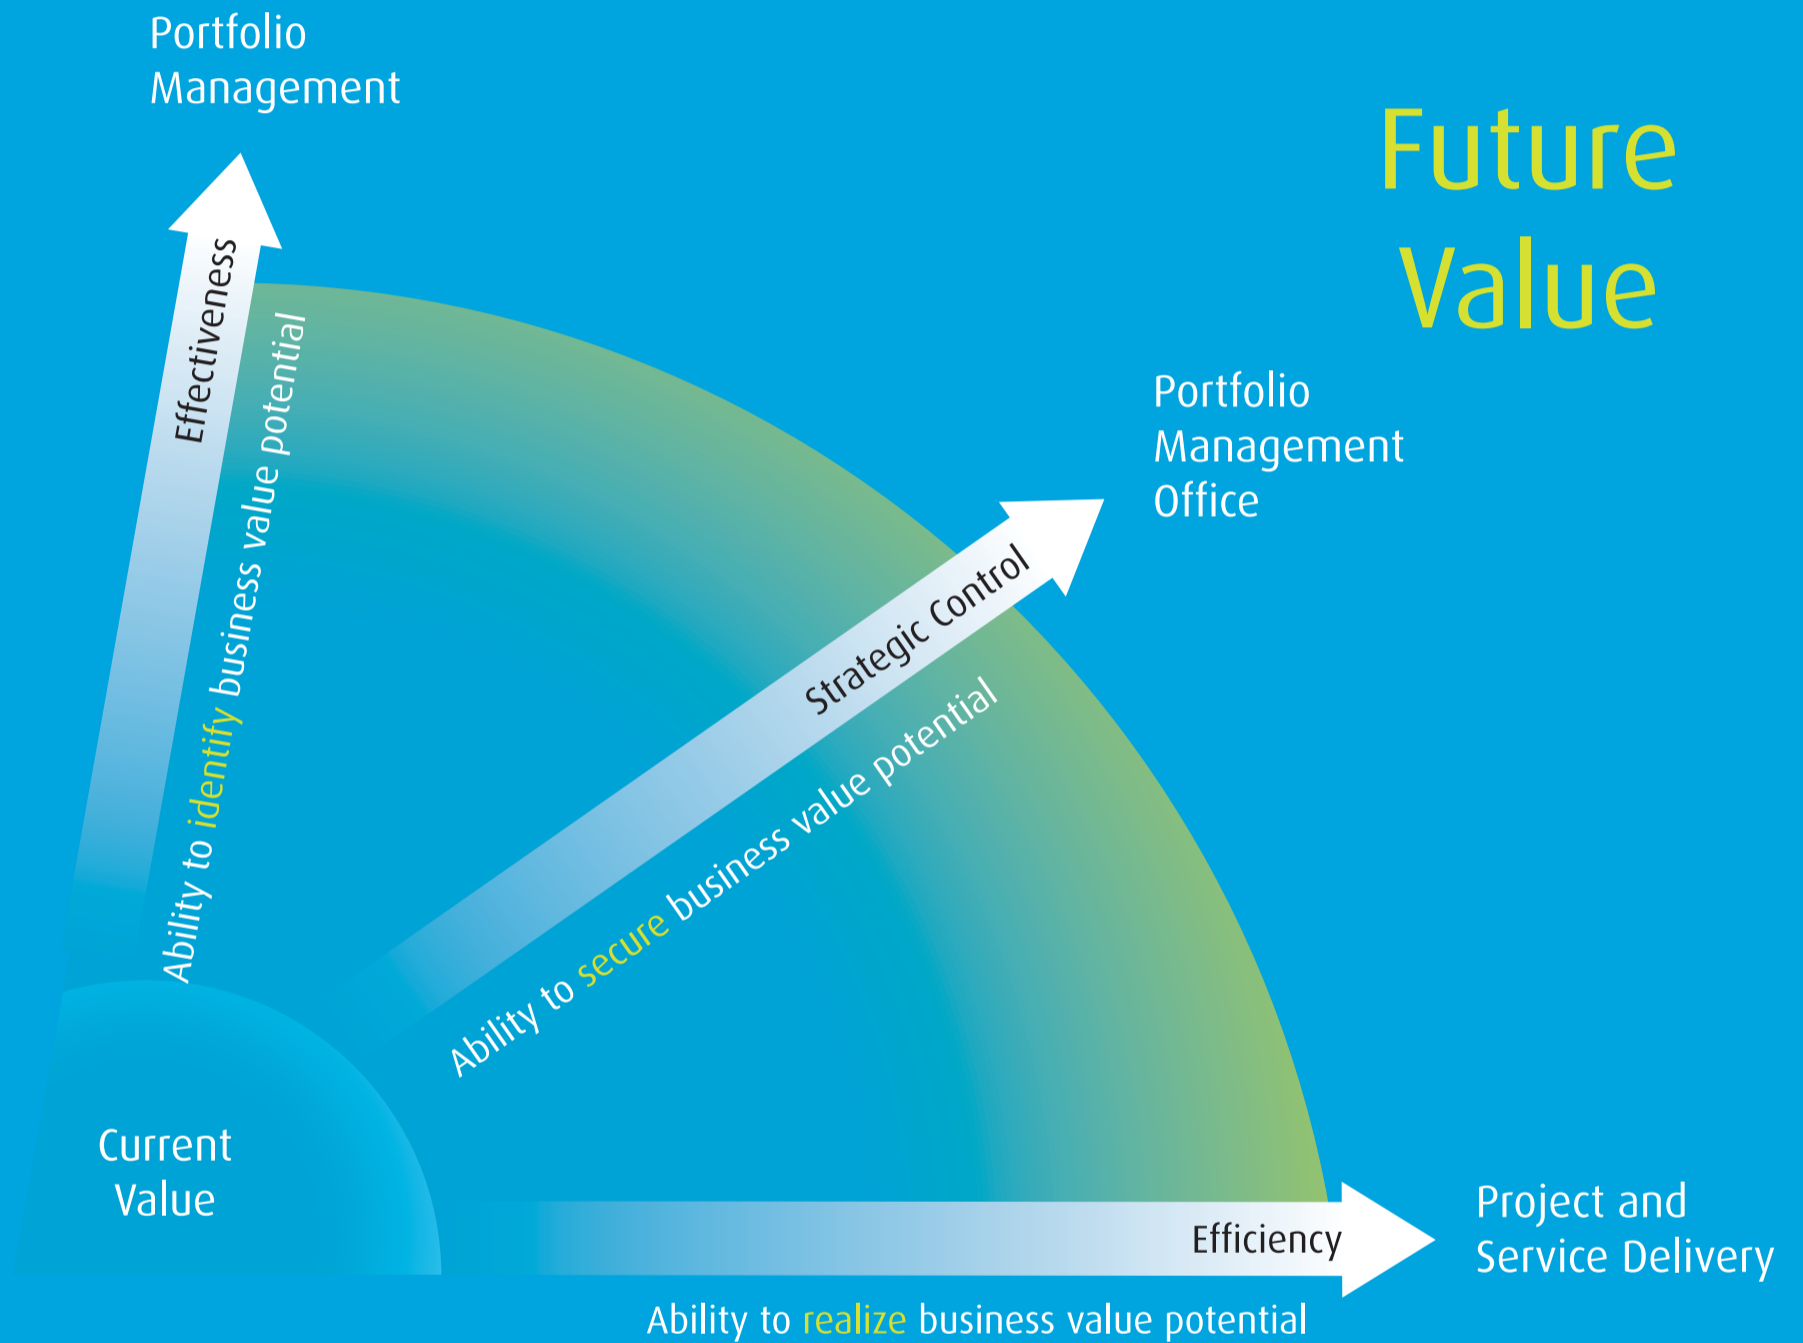 Portfolio
Management
Future
Value
Effectiveness
Ability to identify business value potential
Portfolio
Management
Office
Strategic Control
Ability to secure business value potential
Current
Value
Efficiency
Project and
Service Delivery
Ability to realize business value potential